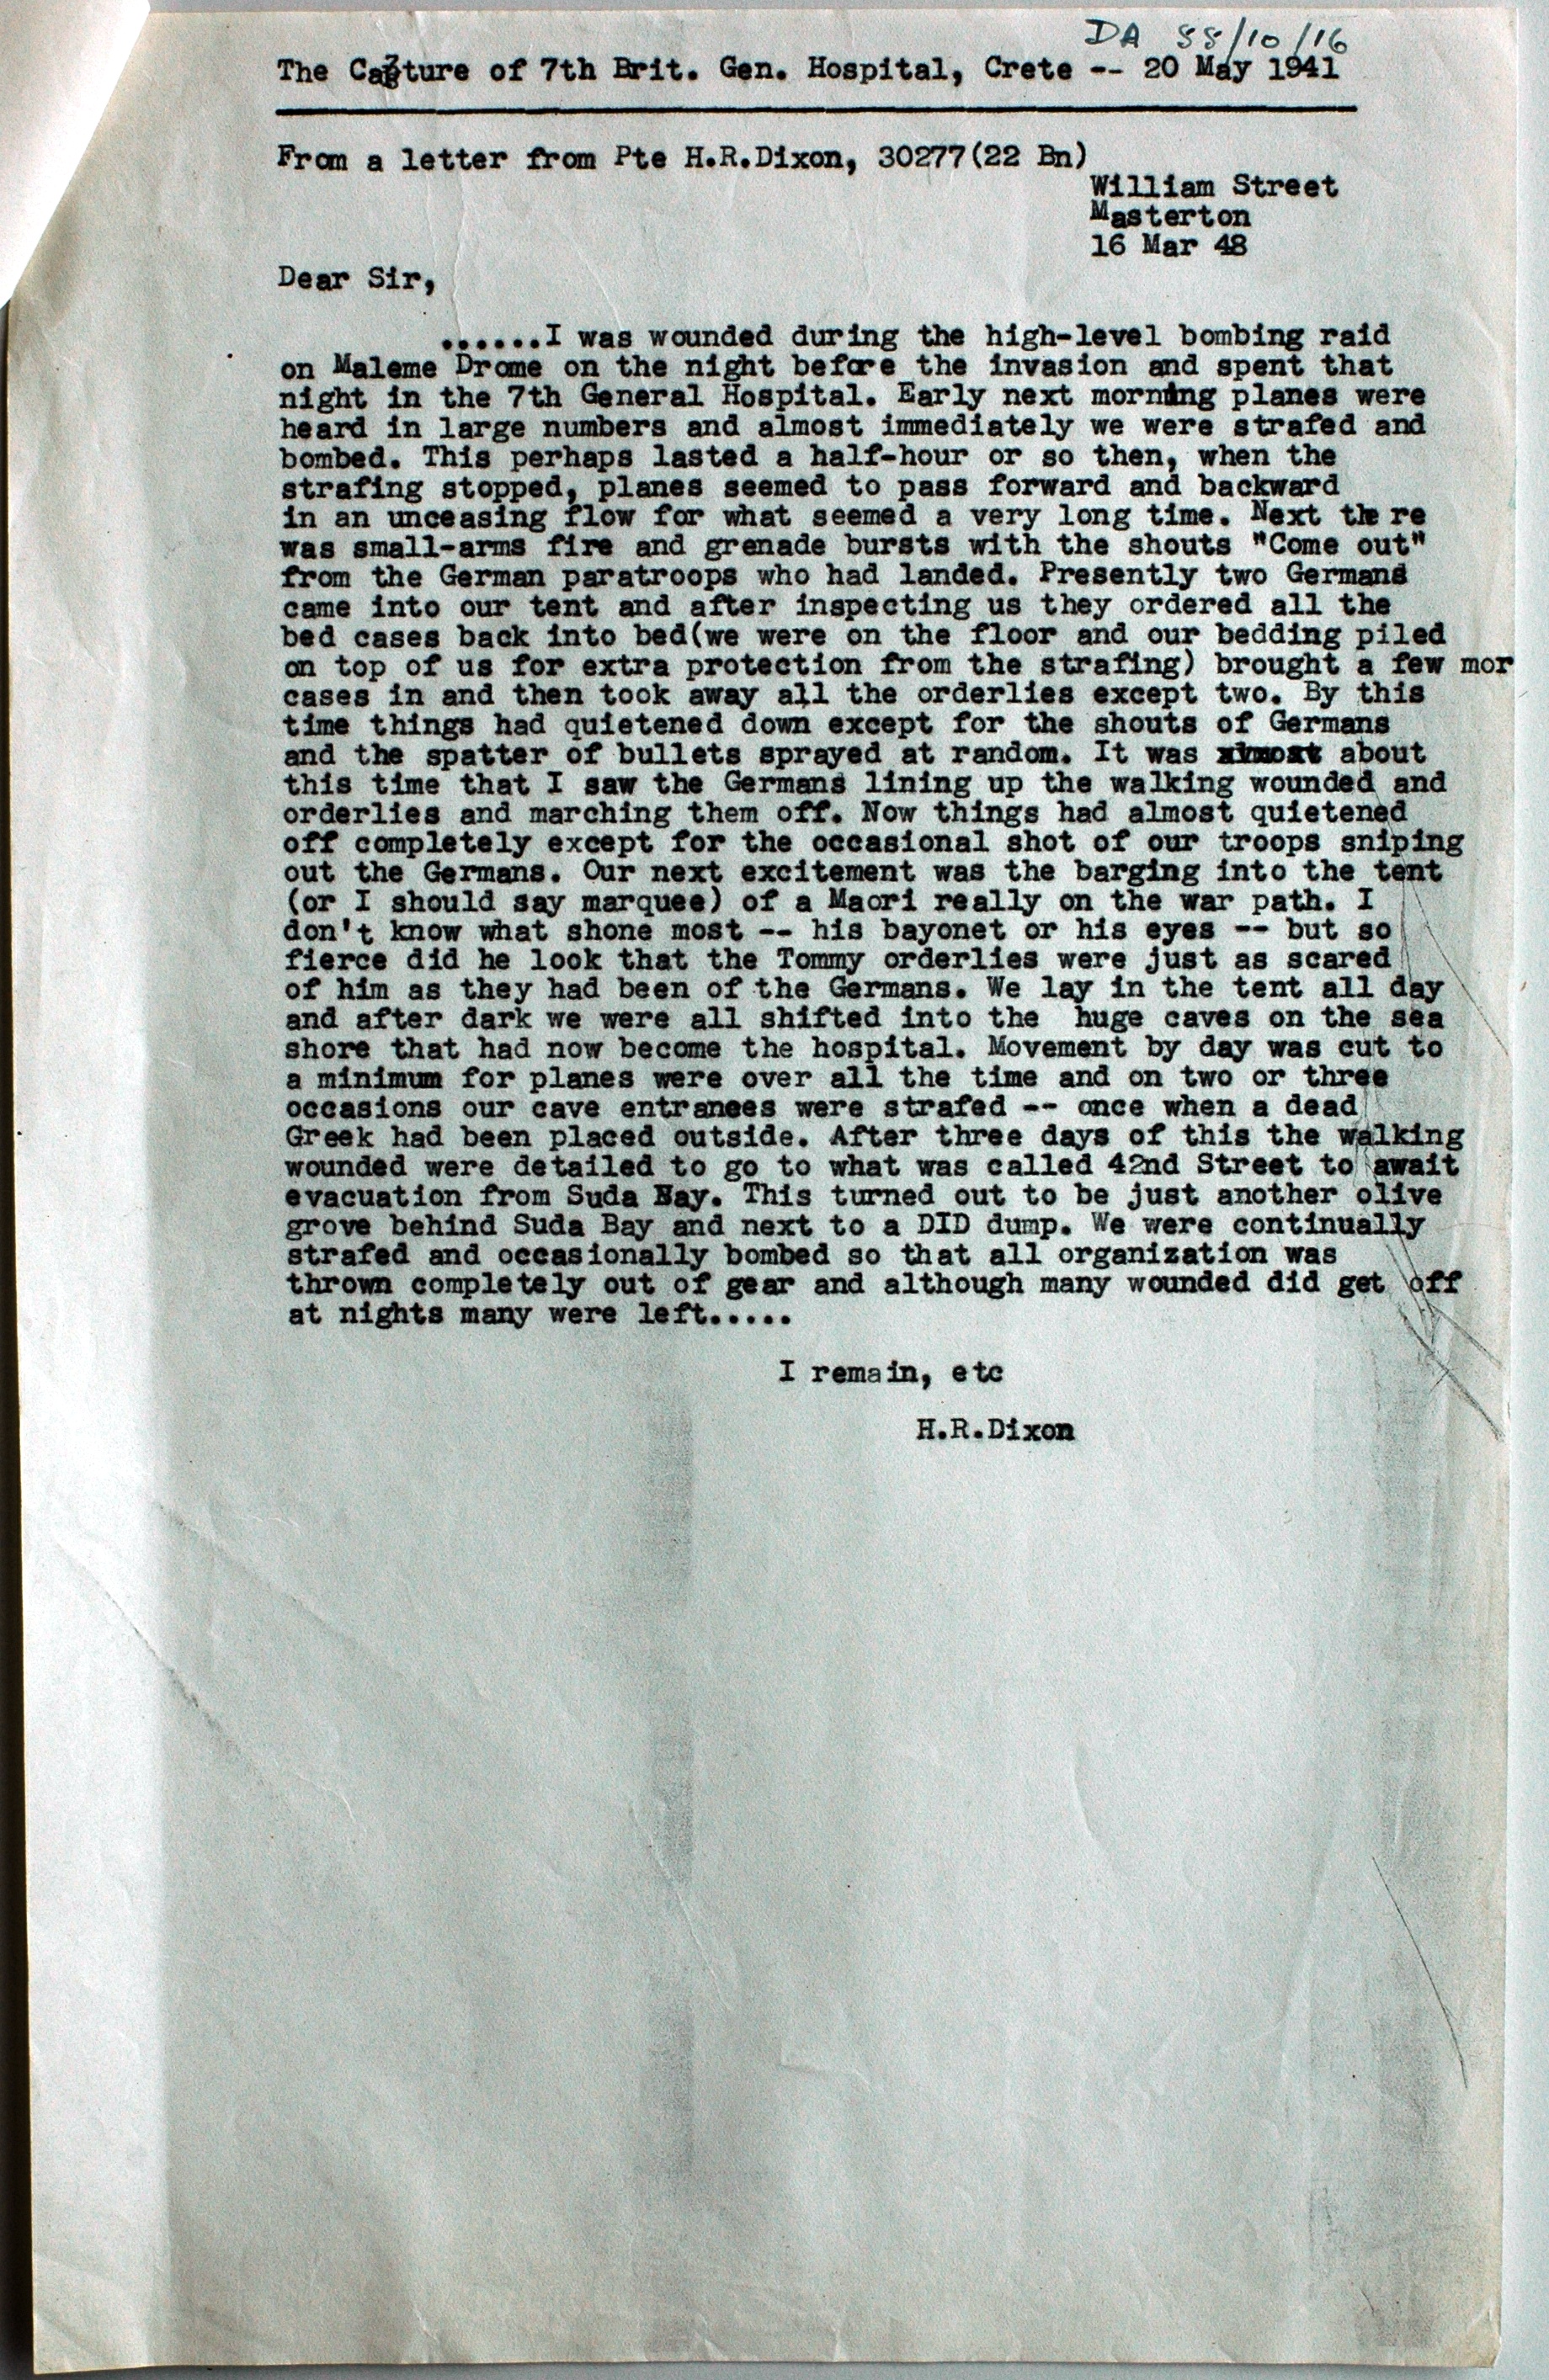 DA 88/10/16
The Capture of 7th Brit. Gen. Hospital, Crete -- 20 May 1941
From a letter from Pte H.R.Dixon, 30277(22 Bn)
William Street
Masterton
16 Mar 48
Dear Sir,
......I was wounded during the high-level bombing raid
on Maleme Drome on the night before the invasion and spent that
night in the 7th General Hospital. Early next morning planes were
heard in large numbers and almost immediately we were strafed and
bombed. This perhaps lasted a half-hour or so then, when the
strafing stopped, planes seemed to pass forward and backward
in an unceasing flow for what seemed a very long time. Next there
was small-arms fire and grenade bursts with the shouts "Come out"
from the German paratroops who had landed. Presently two Germans
came into our tent and after inspecting us they ordered all the
bed cases back into bed(we were on the floor and our bedding piled
on top of us for extra protection from the strafing) brought a few mor
cases in and then took away all the orderlies except two. By this
time things had quietened down except for the shouts of Germans
and the spatter of bullets sprayed at random. It was about
this time that I saw the Germans lining up the walking wounded and
orderlies and marching them off. Now things had almost quietened
off completely except for the occasional shot of our troops sniping
out the Germans. Our next excitement was the barging into the tent
(or I should say marquee) of a Maori really on the war path. I
don't know what shone most -- his bayonet or his eyes -- but so
fierce did he look that the Tommy orderlies were just as scared
of him as they had been of the Germans. We lay in the tent all day
and after dark we were all shifted into the huge caves on the sea
shore that had now become the hospital. Movement by day was cut to
a minimum for planes were over all the time and on two or three
occasions our cave entrances were strafed -- once when a dead
Greek had been placed outside. After three days of this the walking
wounded were detailed to go to what was called 42nd Street to await
evacuation from Suda Bay. This turned out to be just another olive
grove behind Suda Bay and next to a DID dump. We were continually
strafed and occasionally bombed so that all organization was
thrown completely out of gear and although many wounded did get off
at nights many were left.....
I remain, etc
H.R.Dixon